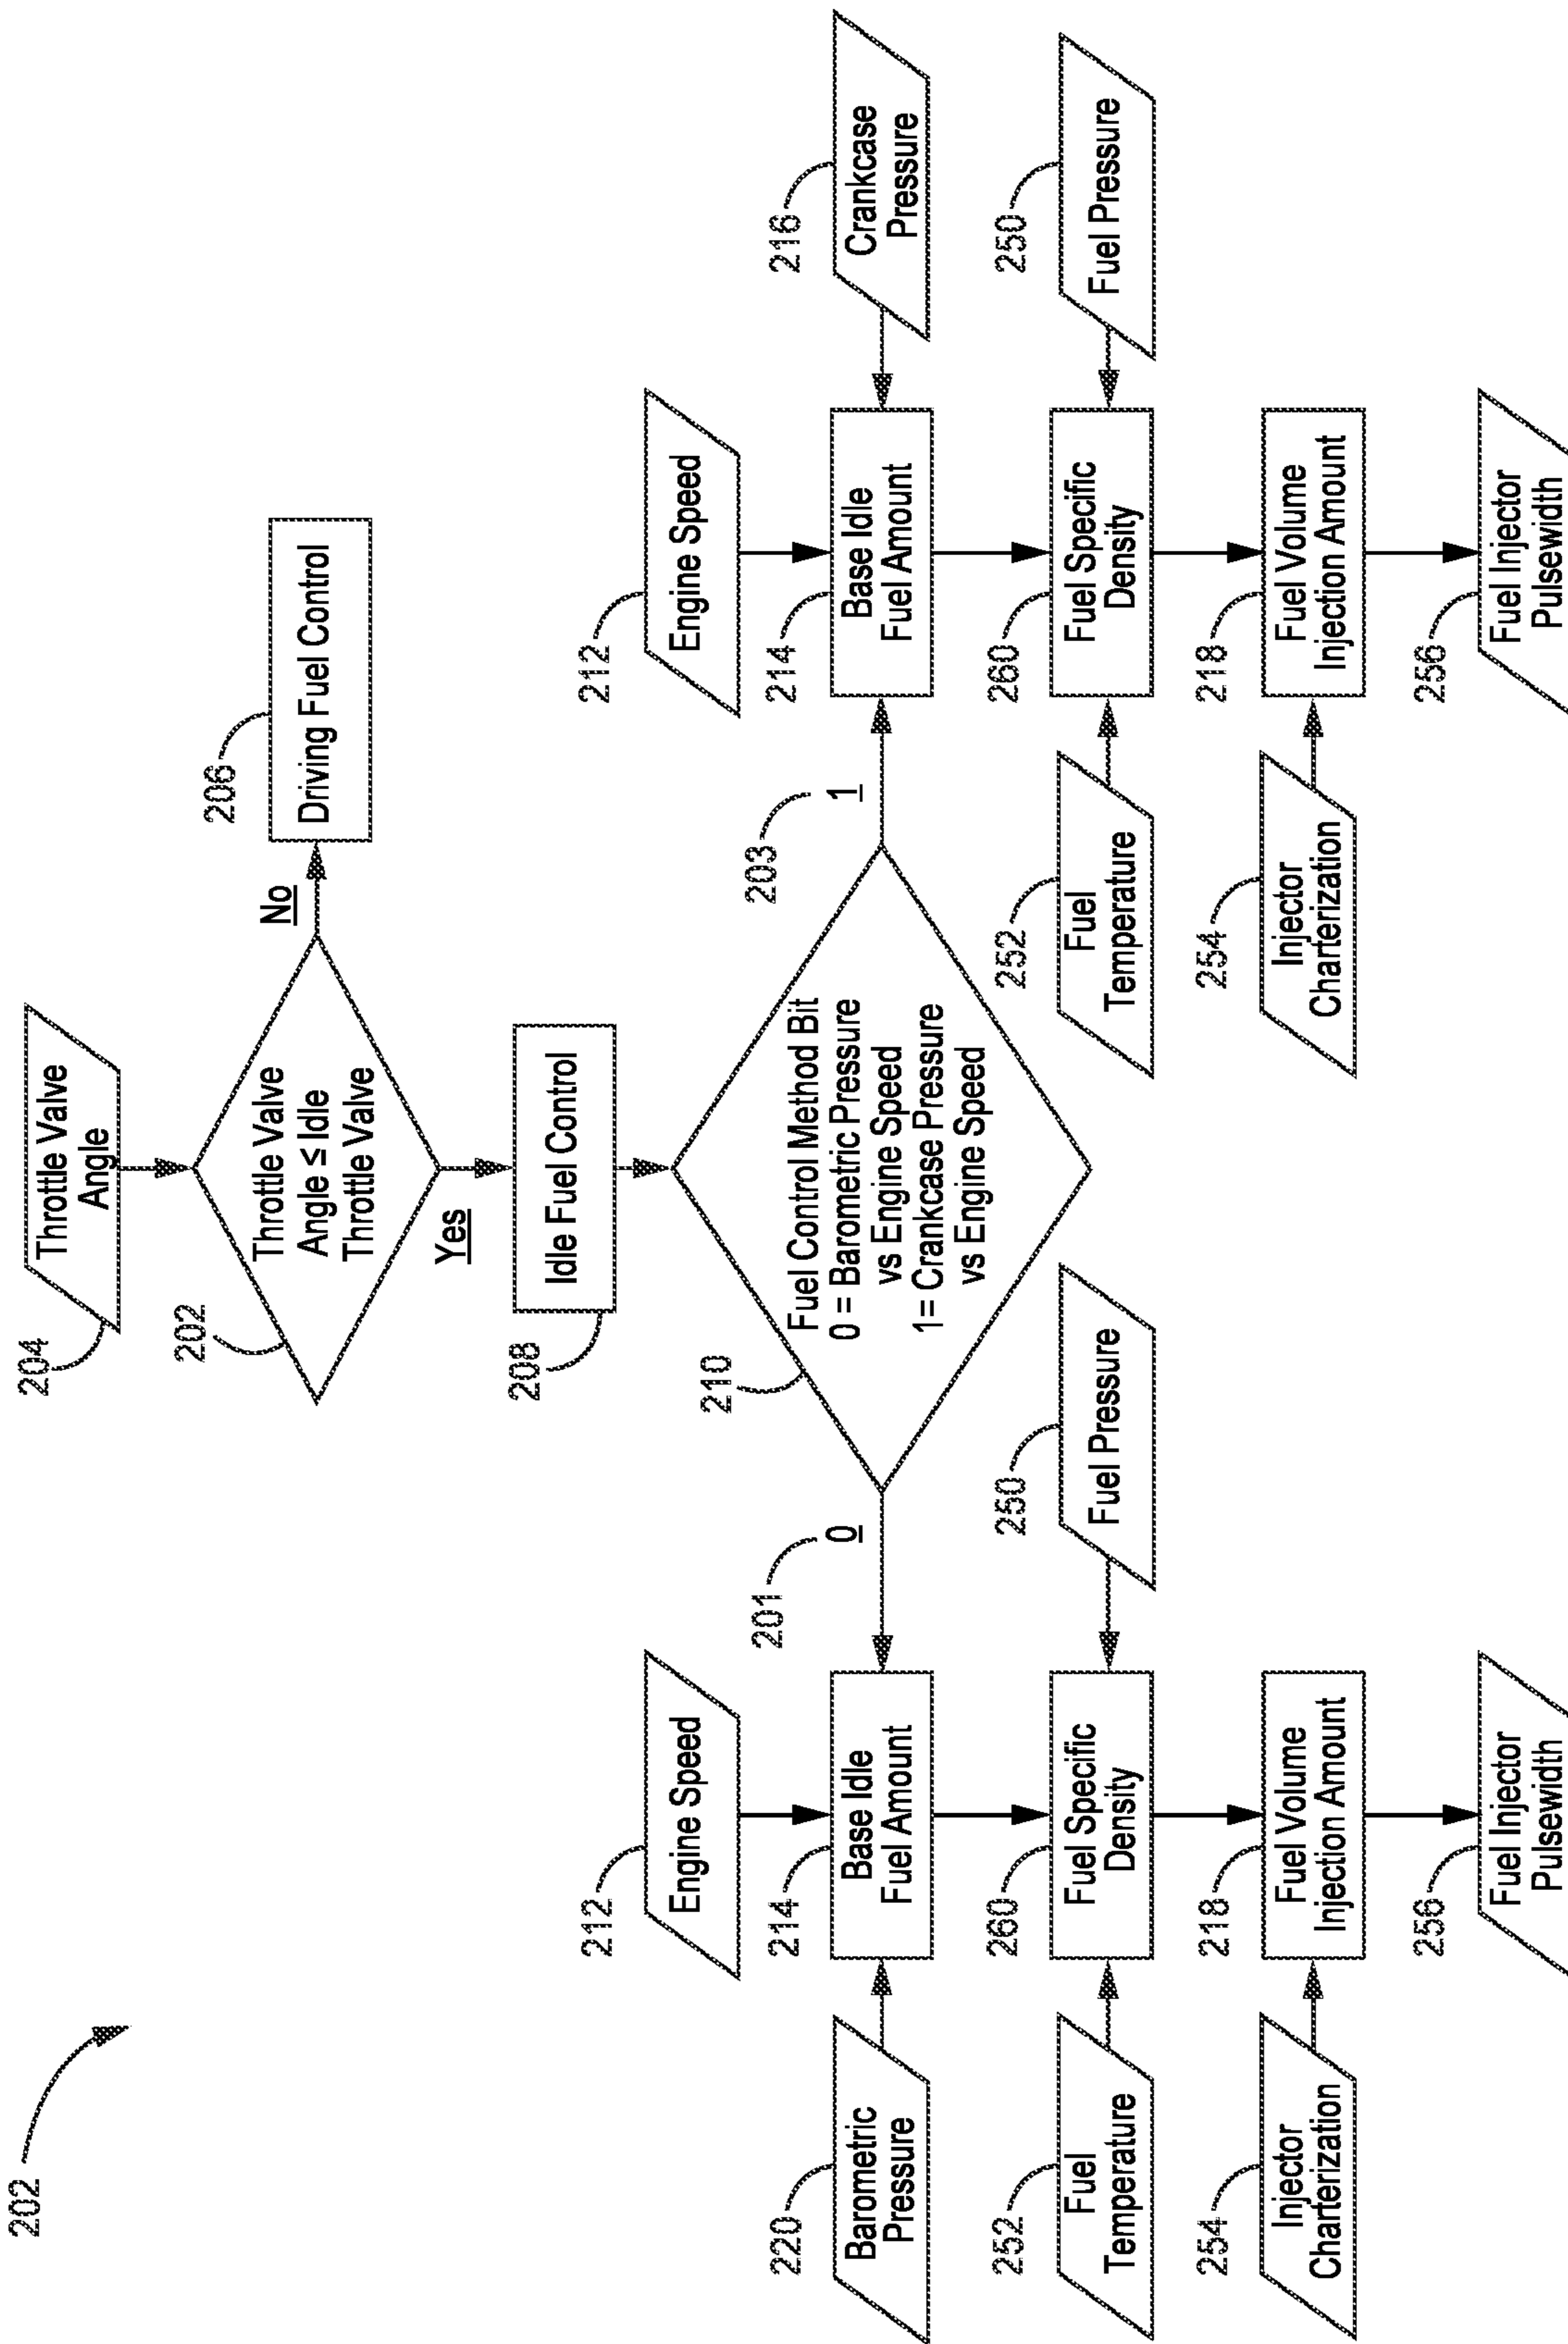 202
204
Throttle Valve
Angle
202
Throttle Valve
Angle ≤ Idle
Throttle Valve
No
206
Driving Fuel Control
Yes
208
Idle Fuel Control
210
Fuel Control Method Bit
0 = Barometric Pressure
vs Engine Speed
1= Crankcase Pressure
vs Engine Speed
201
0
203
1
212
Engine Speed
220
Barometric
Pressure
214
Base Idle
Fuel Amount
252
Fuel
Temperature
260
Fuel Specific
Density
250
Fuel Pressure
254
Injector
Charterization
218
Fuel Volume
Injection Amount
256
Fuel Injector
Pulsewidth
212
Engine Speed
214
Base Idle
Fuel Amount
216
Crankcase
Pressure
252
Fuel
Temperature
260
Fuel Specific
Density
250
Fuel Pressure
254
Injector
Charterization
218
Fuel Volume
Injection Amount
256
Fuel Injector
Pulsewidth